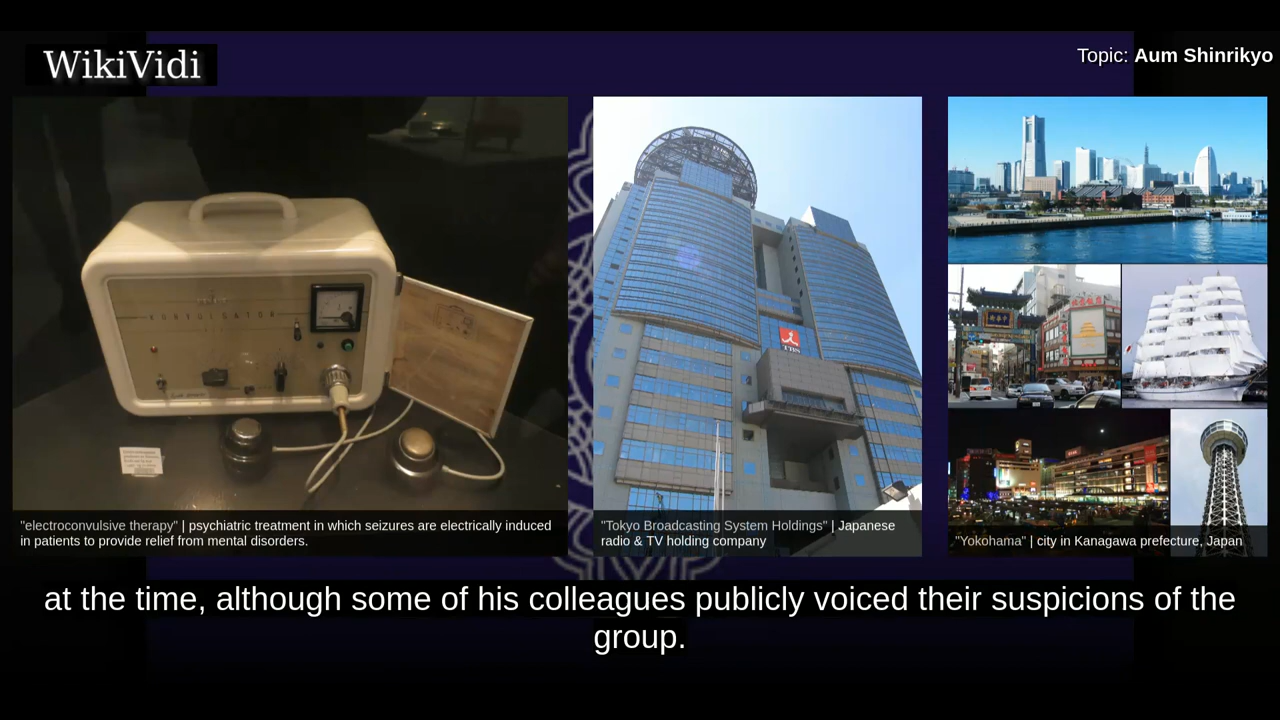 WikiVidi
Topic: Aum Shinrikyo
TBS
"electroconvulsive therapy" | psychiatric treatment in which seizures are electrically induced
in patients to provide relief from mental disorders.
"Tokyo Broadcasting System Holdings" | Japanese
radio & TV holding company
"Yokohama" | city in Kanagawa prefecture, Japan
at the time, although some of his colleagues publicly voiced their suspicions of the
group.